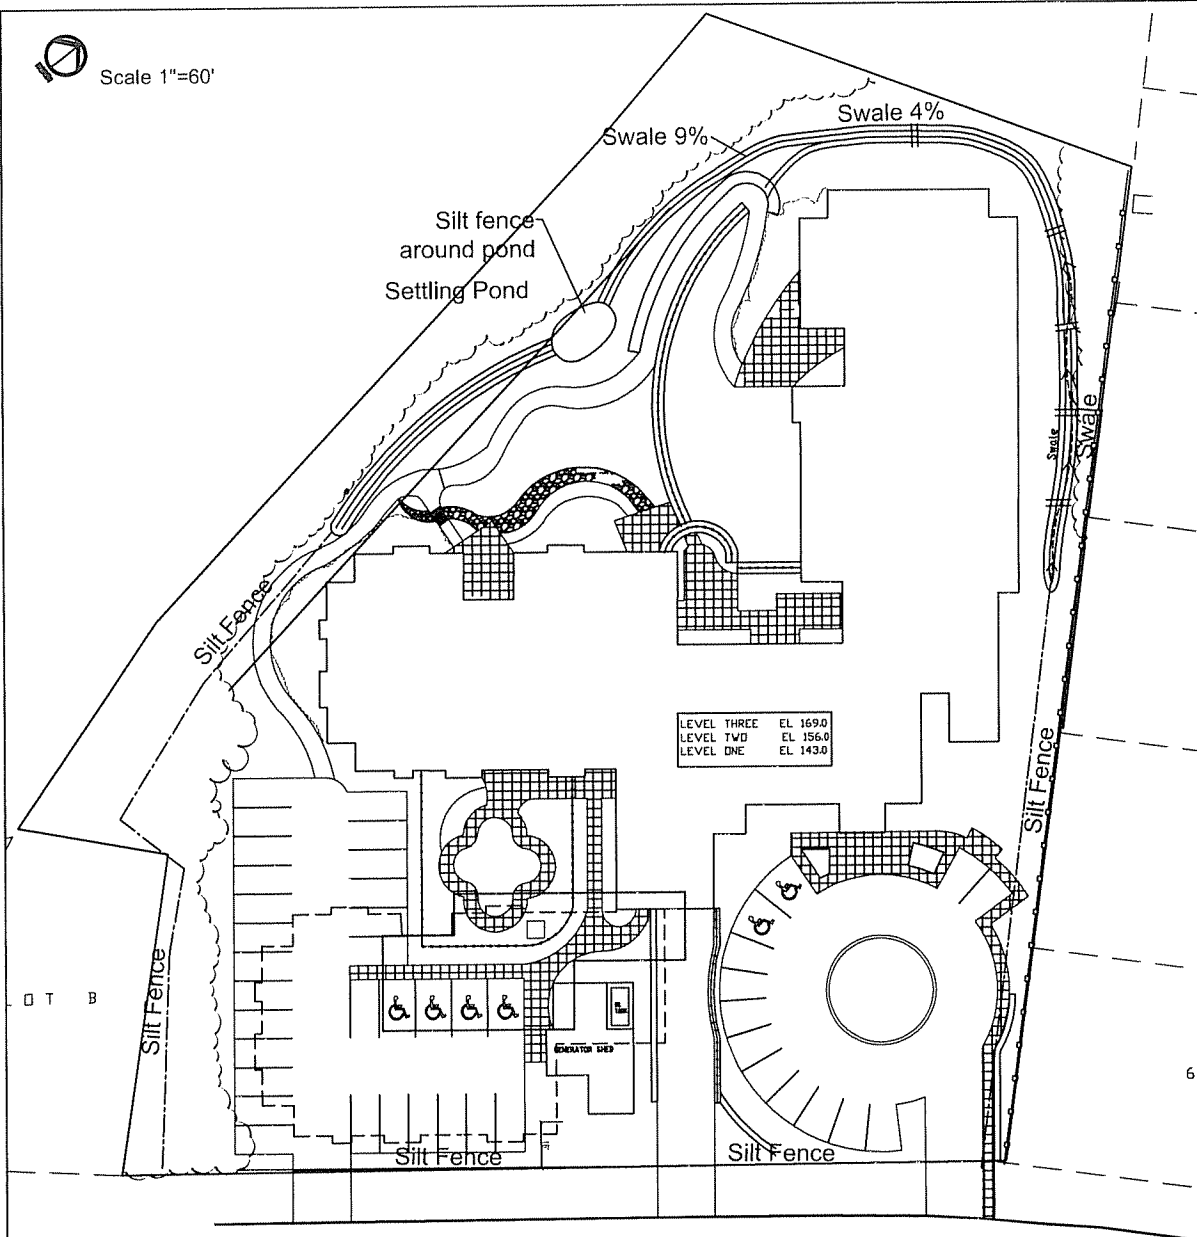 Scale 1"=60'
Swale 4%
Swale 9%
Silt fence
around pond
Settling Pond
Swale
Swale
Silt Fence
LEVEL THREE EL 169.0
LEVEL TWO EL 156.0
LEVEL ONE EL 143.0
Silt Fence
Silt Fence
OT B
GENERATOR SHED
6
Silt Fence
Silt Fence